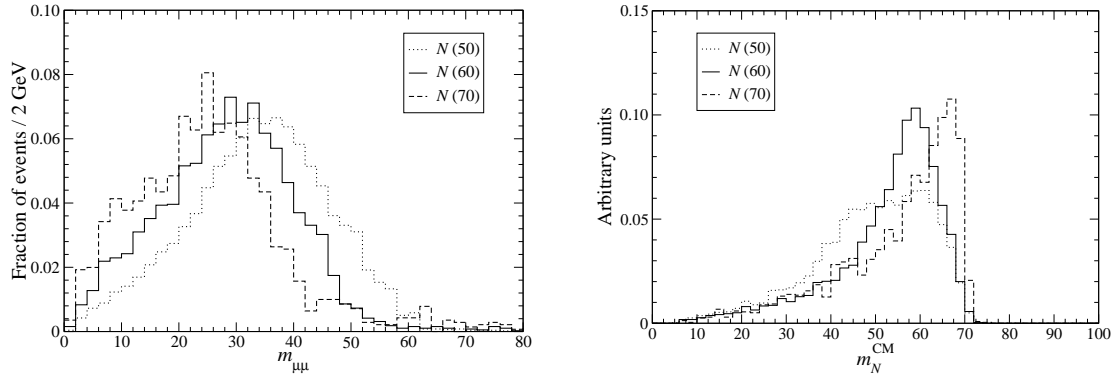 0.10
0.08
0.06
0.04
0.02
0
Fraction of events / 2 GeV
N (50)
N (60)
N (70)
0 10 20 30 40 50 60 70 80
mμμ
0.15
0.10
0.05
0
Arbitrary units
N (50)
N (60)
N (70)
0 10 20 30 40 50 60 70 80 90 100
m_N^CM